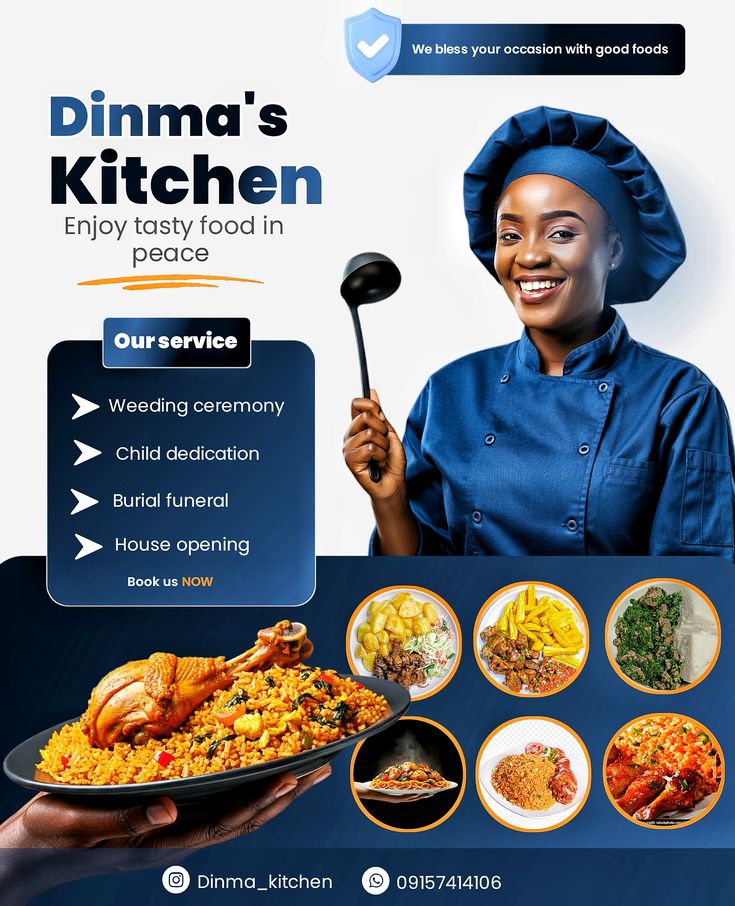 We bless your occasion with good foods
Dinma's
Kitchen
Enjoy tasty food in
peace
Our service
Weeding ceremony
Child dedication
Burial funeral
House opening
Book us NOW
Dinma_kitchen
09157414106